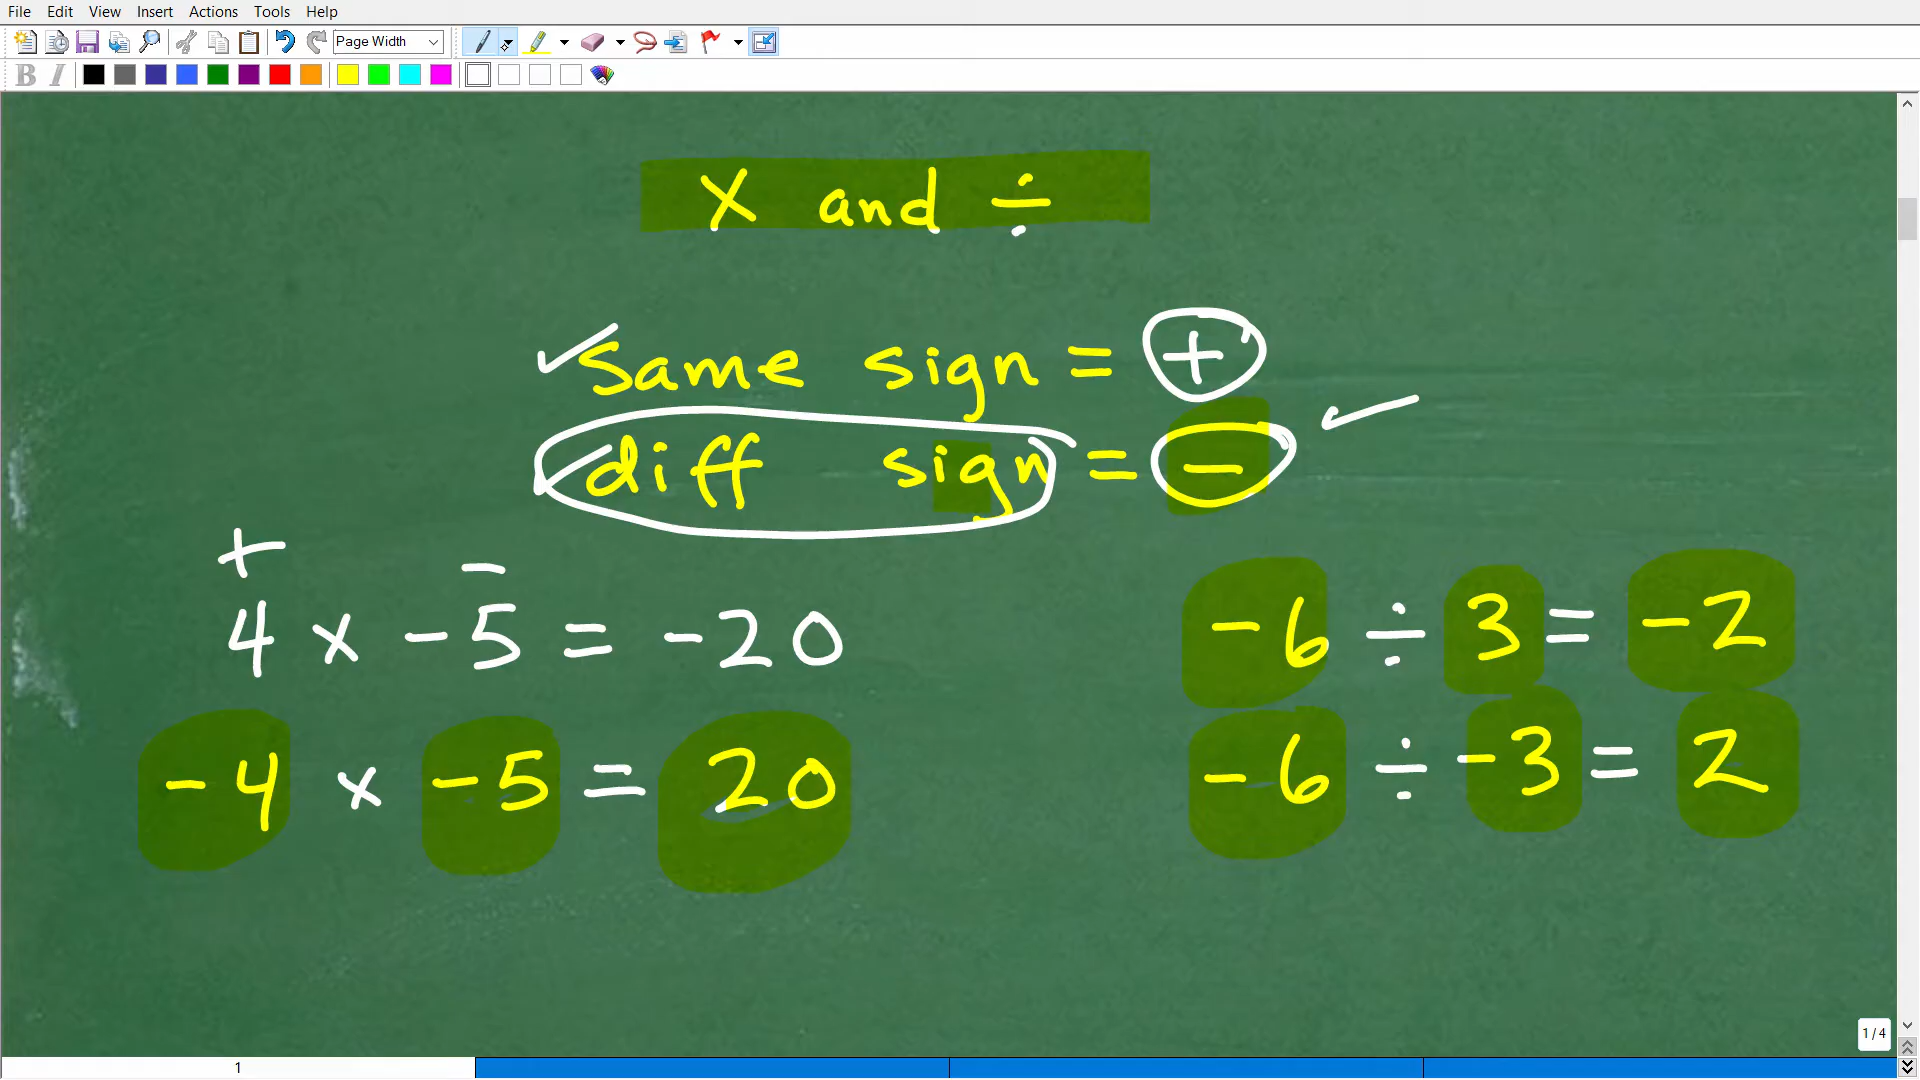 File Edit View Insert Actions Tools Help
Page Width
B I
X and ÷
Same sign = +
diff sign = -
+ -
4 x -5 = -20
-6 ÷ 3 = -2
-4 x -5 = 20
-6 ÷ -3 = 2
1 / 4
1